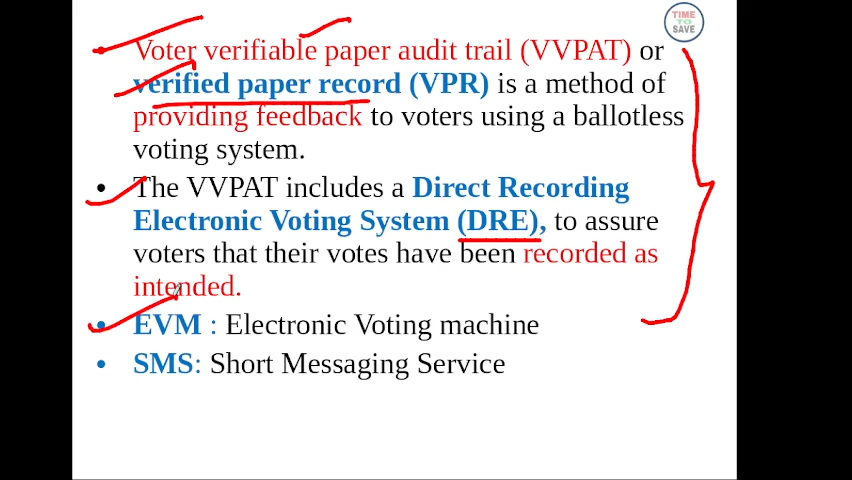 TIME
TO
SAVE
• Voter verifiable paper audit trail (VVPAT) or
verified paper record (VPR) is a method of
providing feedback to voters using a ballotless
voting system.
• The VVPAT includes a Direct Recording
Electronic Voting System (DRE), to assure
voters that their votes have been recorded as
intended.
• EVM : Electronic Voting machine
• SMS: Short Messaging Service